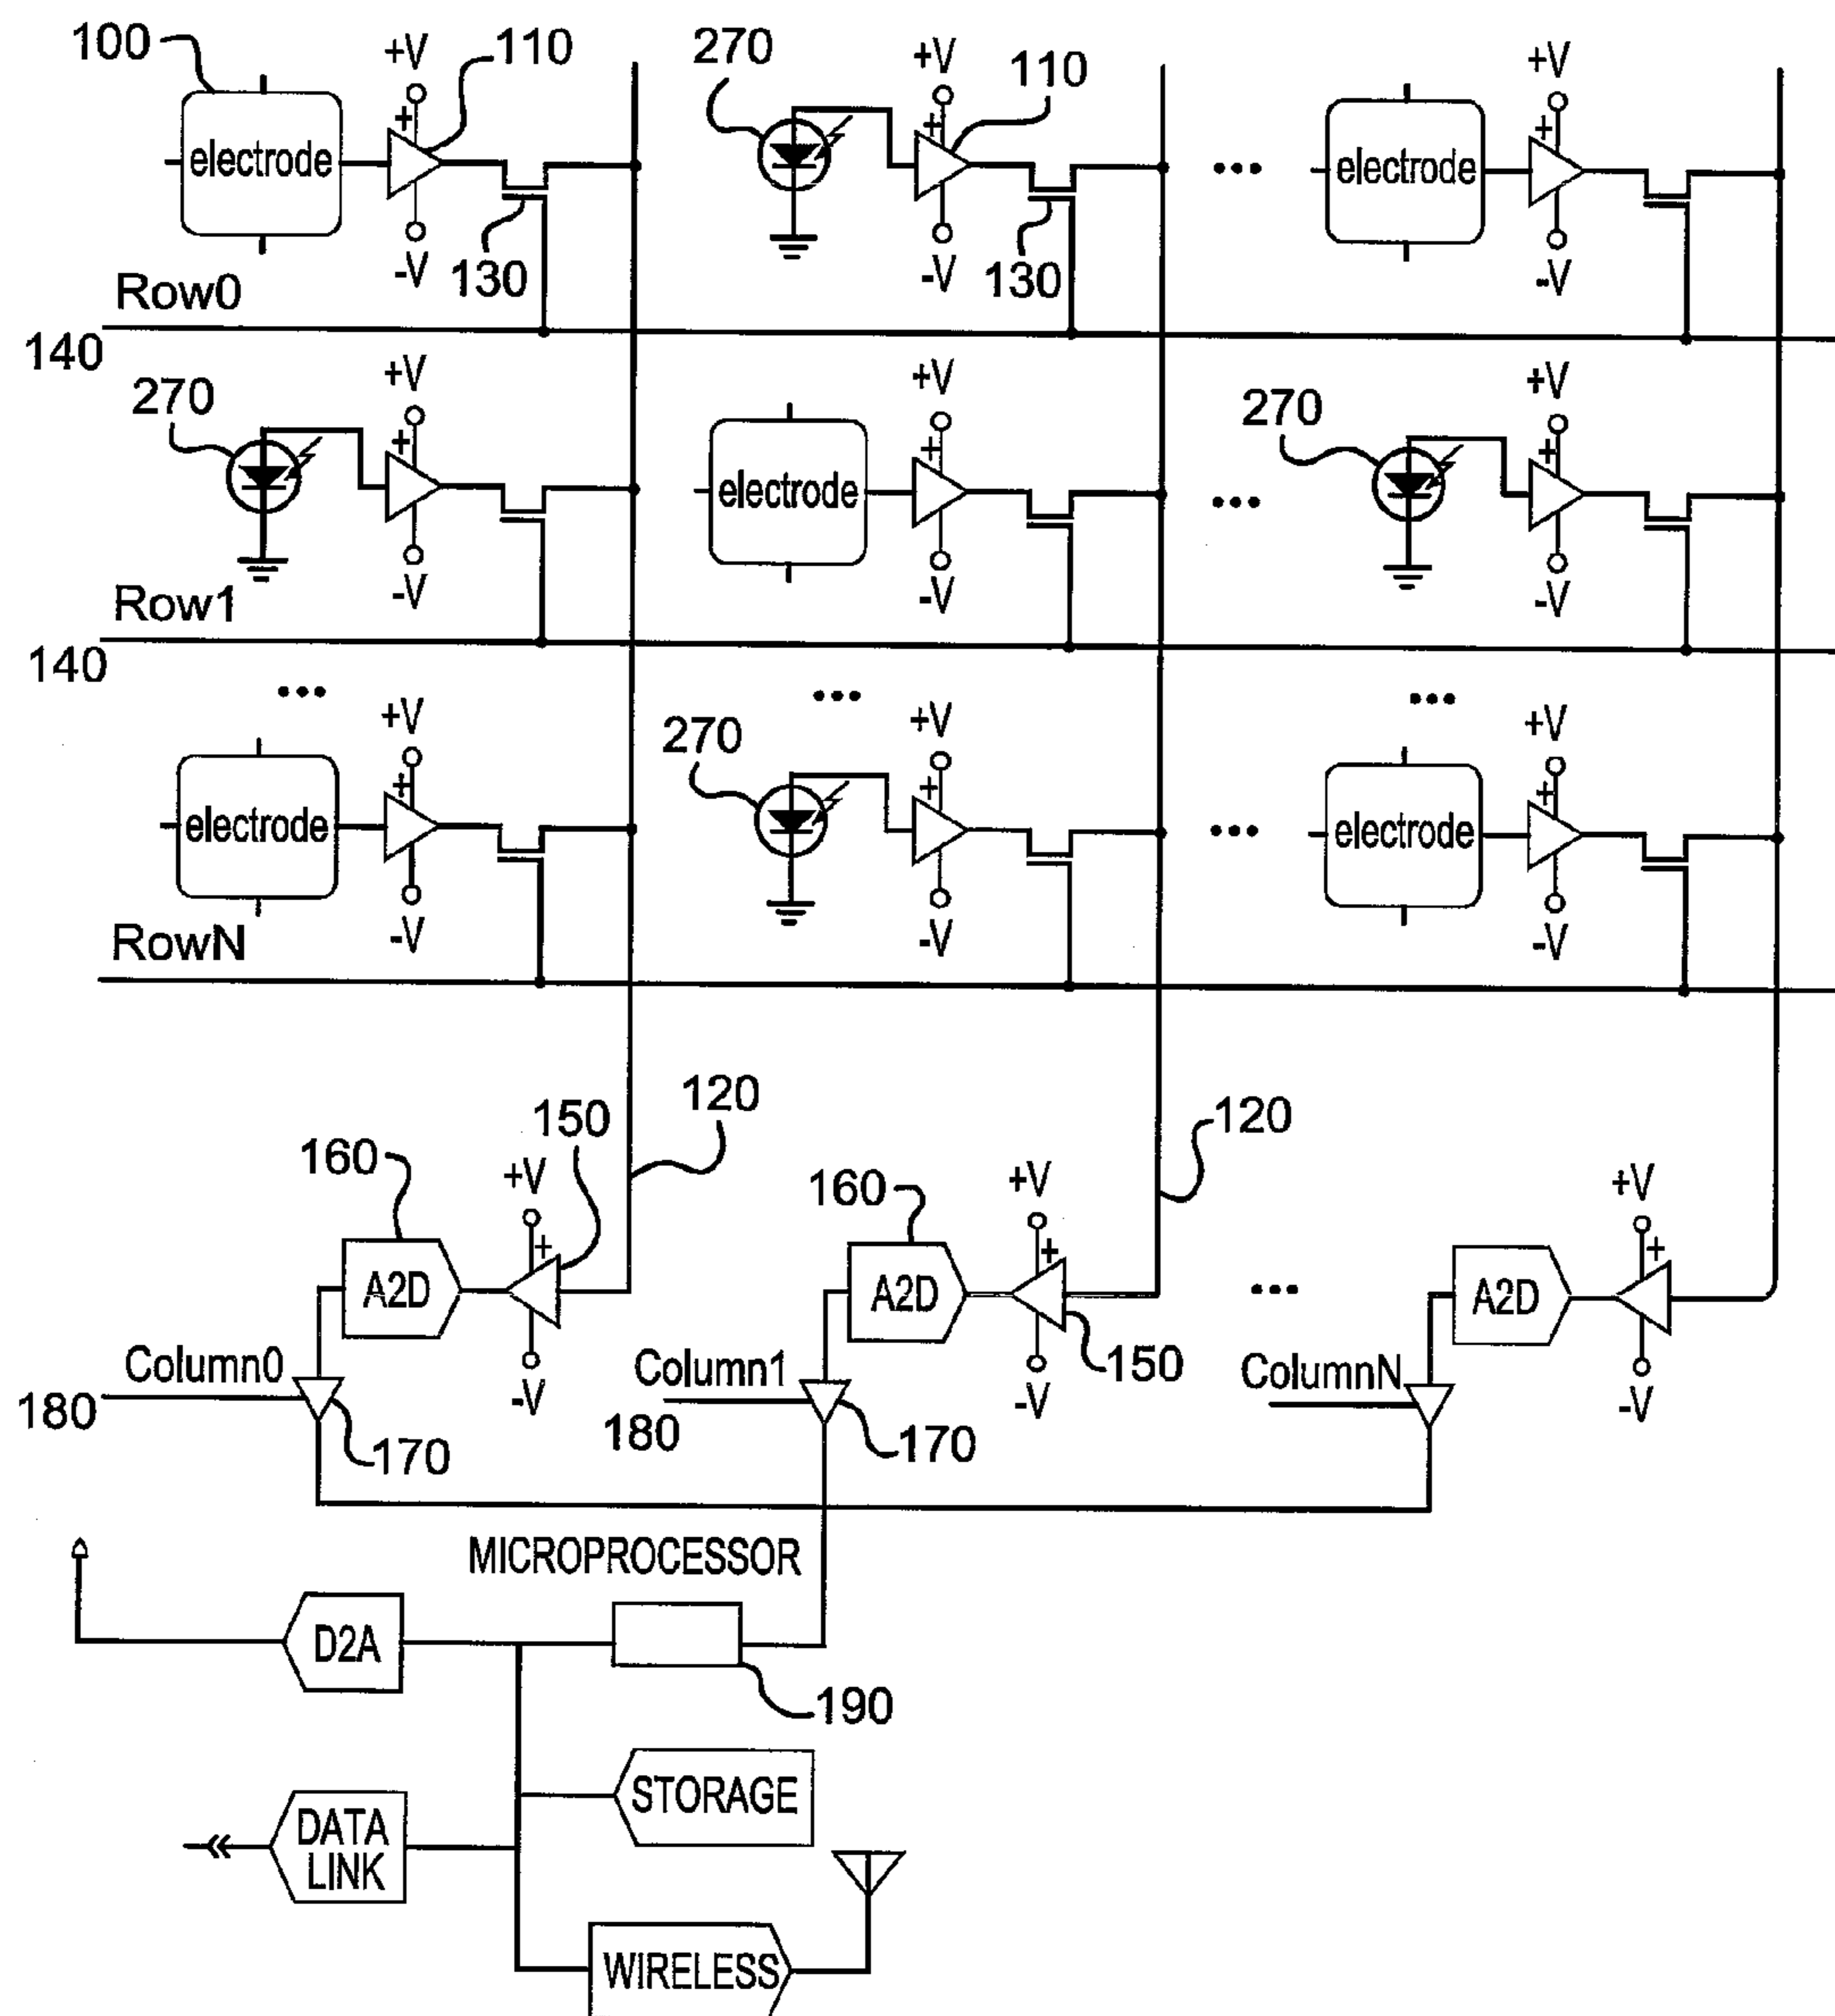 100
+V
110
270
+V
110
+V
+
+
+
electrode
...
electrode
-V
130
-V
130
-V
Row0
140
270
+V
+V
270
+V
+
+
+
electrode
...
-V
-V
-V
Row1
140
...
+V
270
...
+V
...
+V
+
+
+
electrode
...
electrode
-V
-V
-V
RowN
160
150
120
160
120
+V
+V
+V
+
+
+
A2D
A2D
...
A2D
Column0
-V
Column1
-V
150
ColumnN
-V
180
170
180
170
MICROPROCESSOR
D2A
190
STORAGE
DATA
LINK
WIRELESS